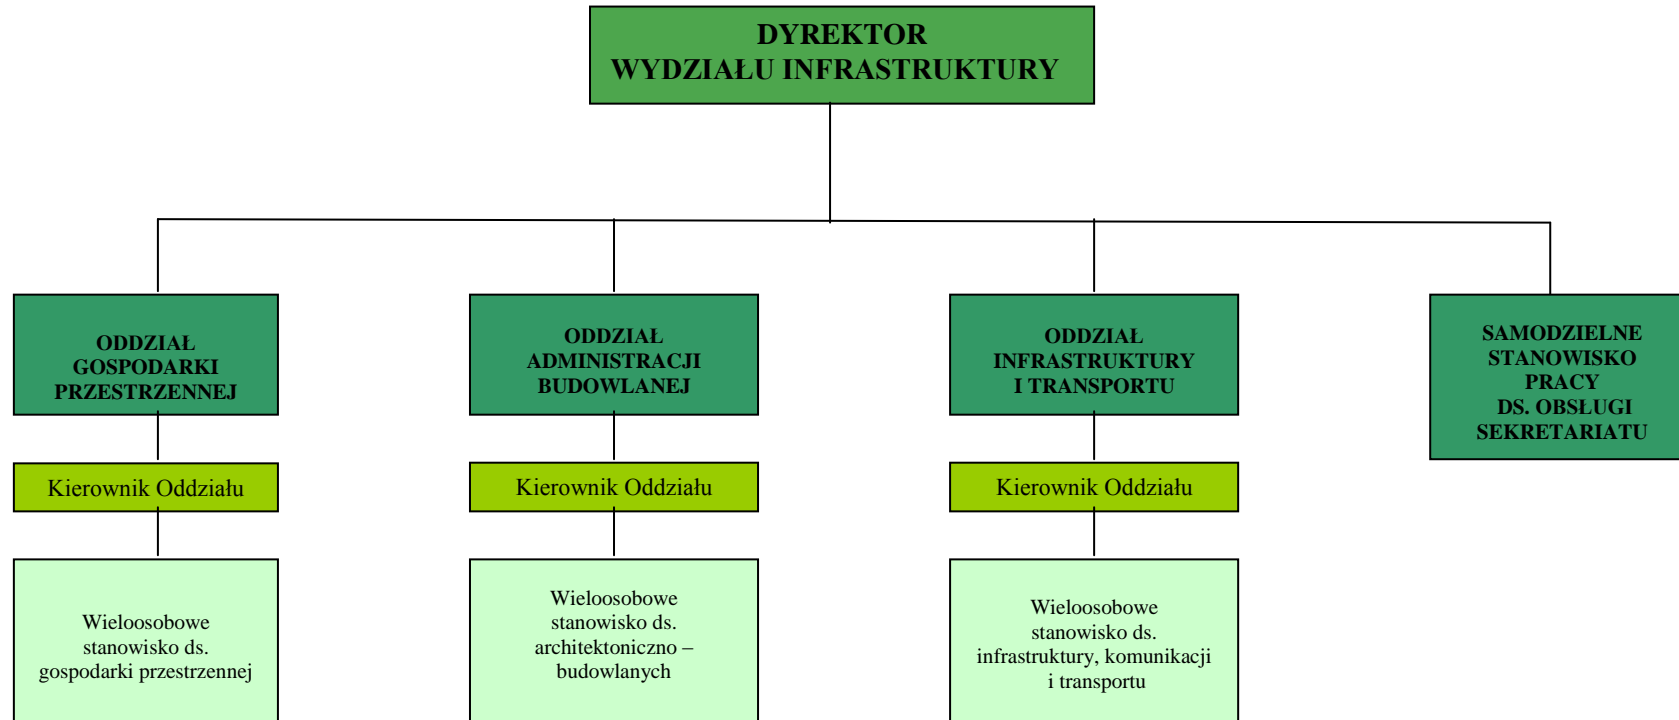 DYREKTOR
WYDZIAŁU INFRASTRUKTURY
ODDZIAŁ
GOSPODARKI
PRZESTRZENNEJ
ODDZIAŁ
ADMINISTRACJI
BUDOWLANEJ
ODDZIAŁ
INFRASTRUKTURY
I TRANSPORTU
SAMODZIELNE
STANOWISKO
PRACY
DS. OBSŁUGI
SEKRETARIATU
Kierownik Oddziału
Kierownik Oddziału
Kierownik Oddziału
Wieloosobowe
stanowisko ds.
gospodarki przestrzennej
Wieloosobowe
stanowisko ds.
architektoniczno –
budowlanych
Wieloosobowe
stanowisko ds.
infrastruktury, komunikacji
i transportu